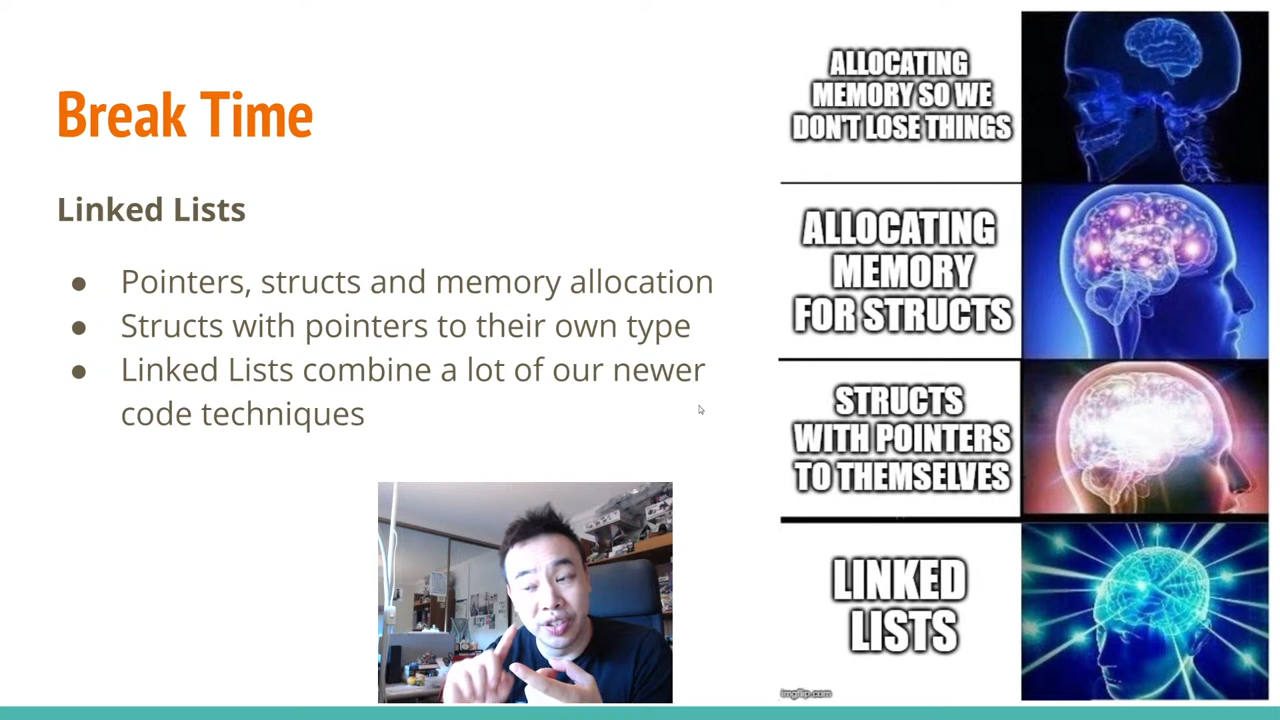 Break Time
Linked Lists
● Pointers, structs and memory allocation
● Structs with pointers to their own type
● Linked Lists combine a lot of our newer
code techniques
ALLOCATING
MEMORY SO WE
DON'T LOSE THINGS
ALLOCATING
MEMORY
FOR STRUCTS
STRUCTS
WITH POINTERS
TO THEMSELVES
LINKED
LISTS
imgflip.com